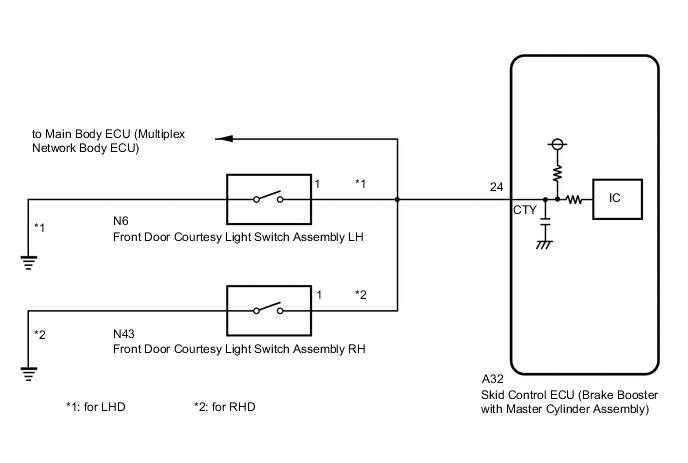 to Main Body ECU (Multiplex
Network Body ECU)
1
*1
24
CTY
IC
*1
N6
Front Door Courtesy Light Switch Assembly LH
1
*2
*2
N43
Front Door Courtesy Light Switch Assembly RH
A32
Skid Control ECU (Brake Booster
with Master Cylinder Assembly)
*1: for LHD
*2: for RHD